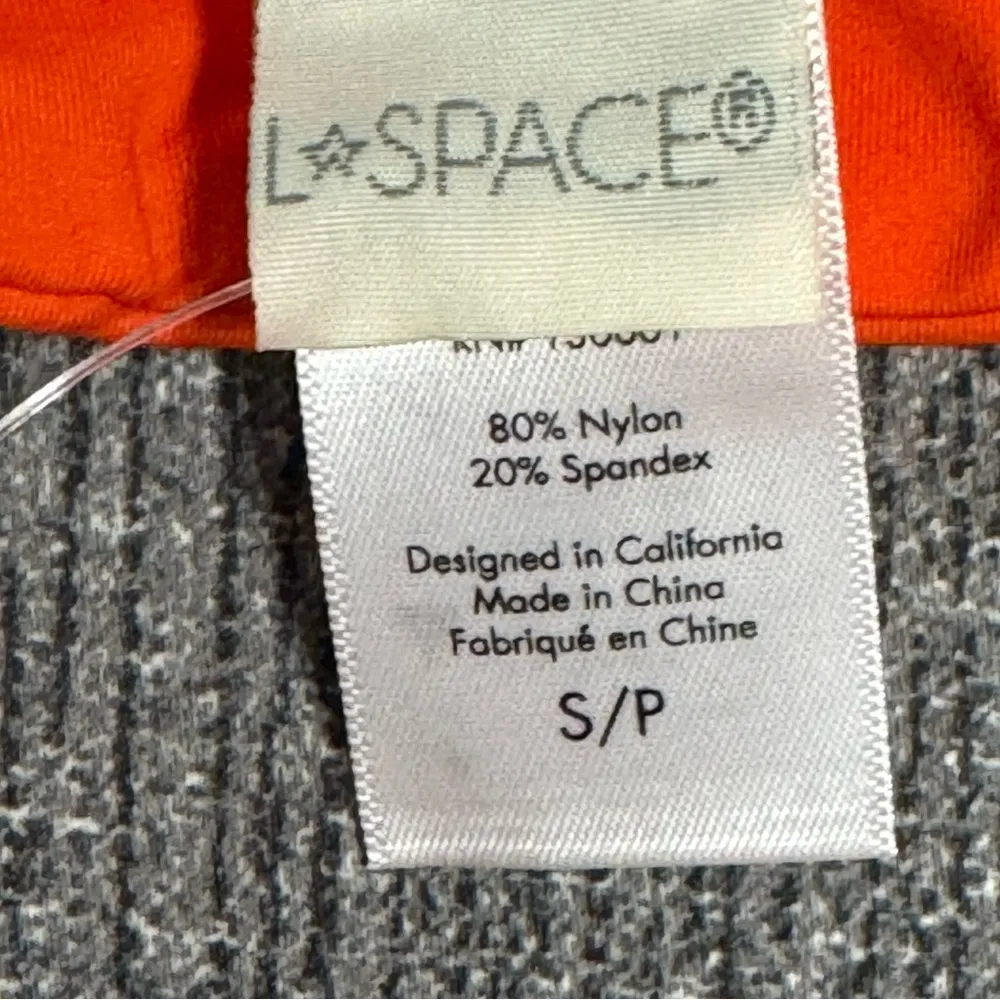 L★SPACE®
80% Nylon
20% Spandex
Designed in California
Made in China
Fabriqué en Chine
S/P